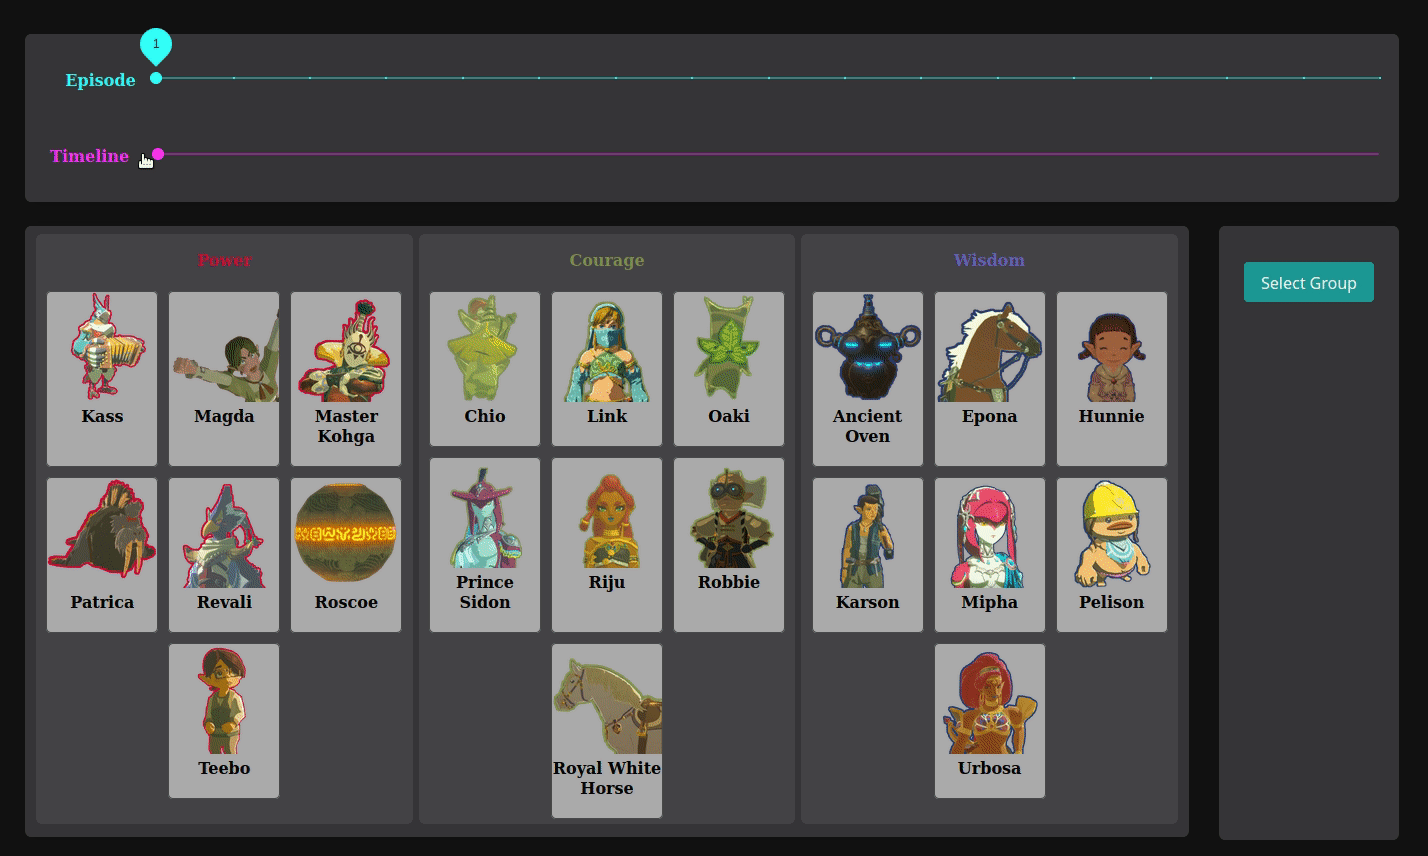 1
Episode
Timeline
Power
Courage
Wisdom
Select Group
Kass
Magda
Master
Kohga
Chio
Link
Oaki
Ancient
Oven
Epona
Hunnie
Patrica
Revali
Roscoe
Prince
Sidon
Riju
Robbie
Karson
Mipha
Pelison
Teebo
Royal White
Horse
Urbosa